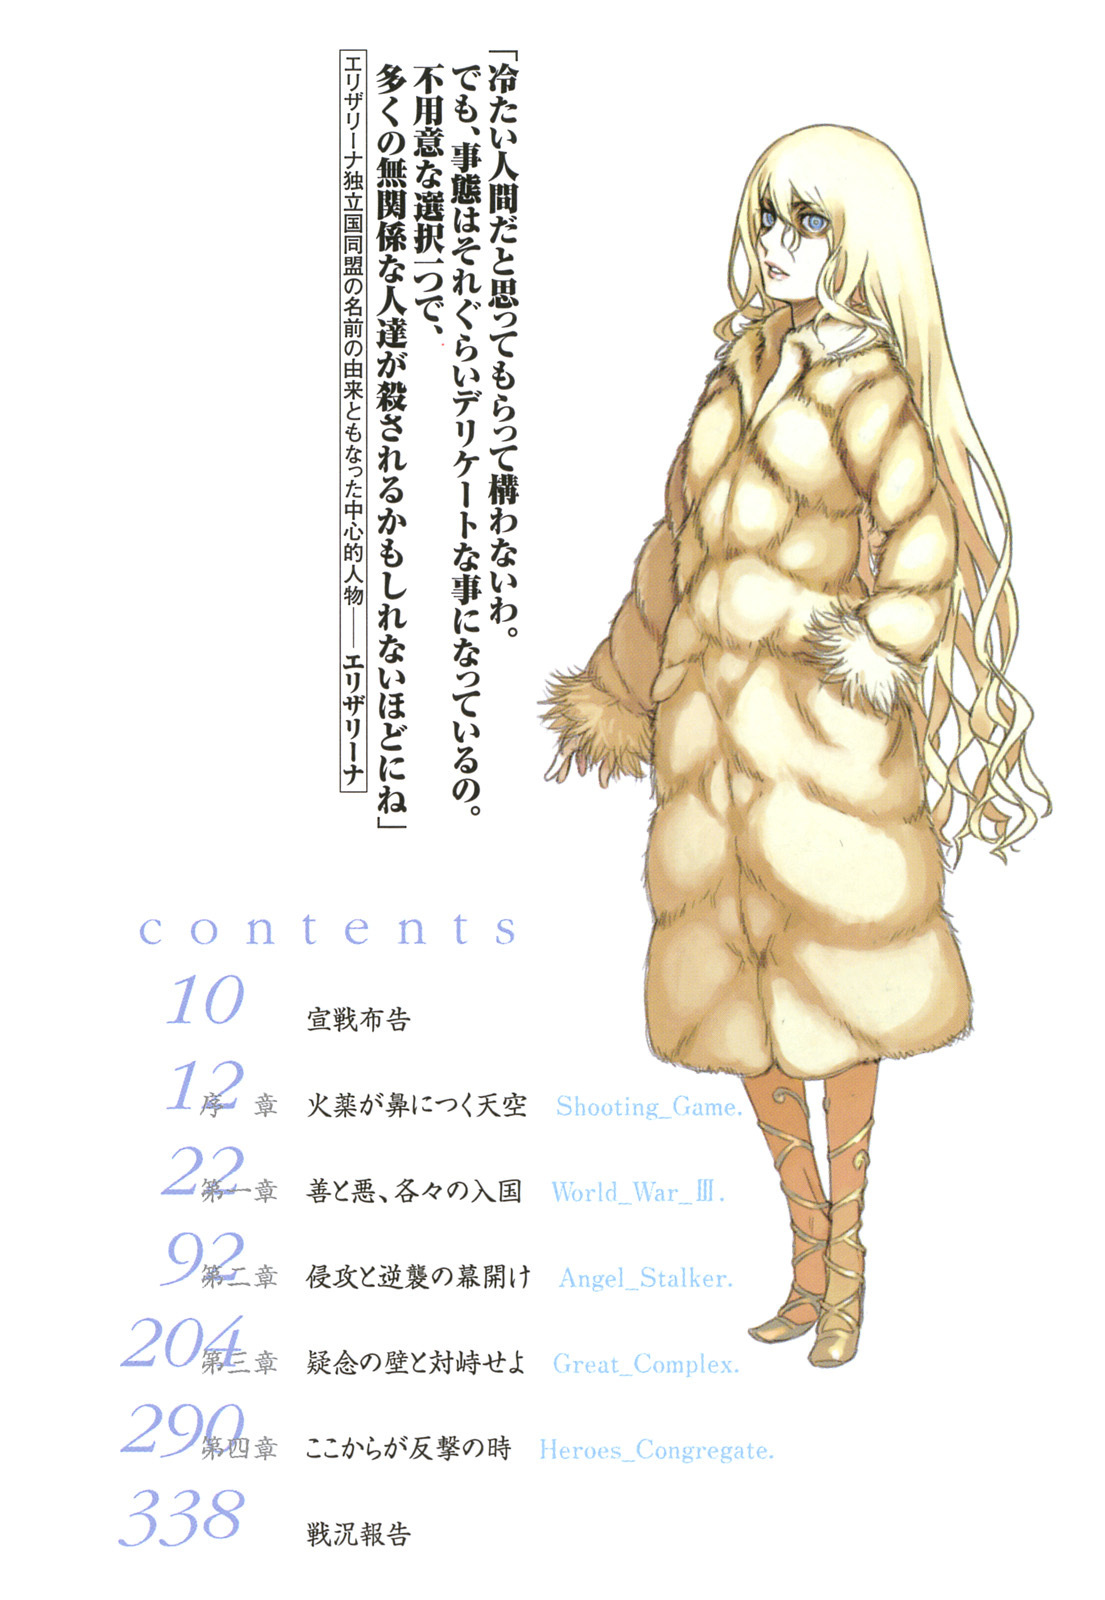 「冷たい人間だと思ってもらって構わないわ。
でも、事態はそれぐらいデリケートな事になっているの。
不用意な選択一つで、
多くの無関係な人達が殺されるかもしれないほどにね」
エリザリーナ独立国同盟の名前の由来ともなった中心的人物――エリザリーナ
contents
10 宣戦布告
12 序 章 火薬が鼻につく天空 Shooting_Game.
22 第一章 善と悪、各々の入国 World_War_Ⅲ.
92 第二章 侵攻と逆襲の幕開け Angel_Stalker.
204 第三章 疑念の壁と対峙せよ Great_Complex.
290 第四章 ここからが反撃の時 Heroes_Congregate.
338 戦況報告